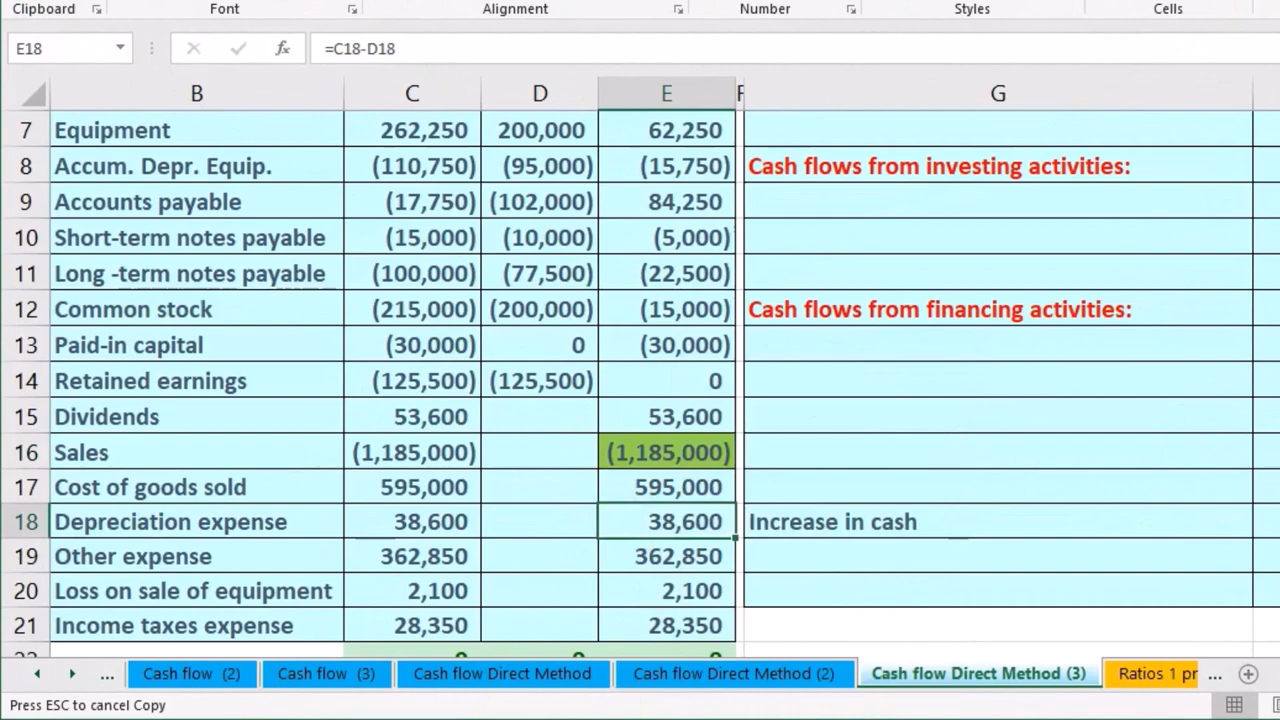 Clipboard Font Alignment Number Styles Cells
E18 fx =C18-D18
B C D E F G
7 Equipment 262,250 200,000 62,250
8 Accum. Depr. Equip. (110,750) (95,000) (15,750) Cash flows from investing activities:
9 Accounts payable (17,750) (102,000) 84,250
10 Short-term notes payable (15,000) (10,000) (5,000)
11 Long -term notes payable (100,000) (77,500) (22,500)
12 Common stock (215,000) (200,000) (15,000) Cash flows from financing activities:
13 Paid-in capital (30,000) 0 (30,000)
14 Retained earnings (125,500) (125,500) 0
15 Dividends 53,600 53,600
16 Sales (1,185,000) (1,185,000)
17 Cost of goods sold 595,000 595,000
18 Depreciation expense 38,600 38,600 Increase in cash
19 Other expense 362,850 362,850
20 Loss on sale of equipment 2,100 2,100
21 Income taxes expense 28,350 28,350
... Cash flow (2) Cash flow (3) Cash flow Direct Method Cash flow Direct Method (2) Cash flow Direct Method (3) Ratios 1 pr ...
Press ESC to cancel Copy